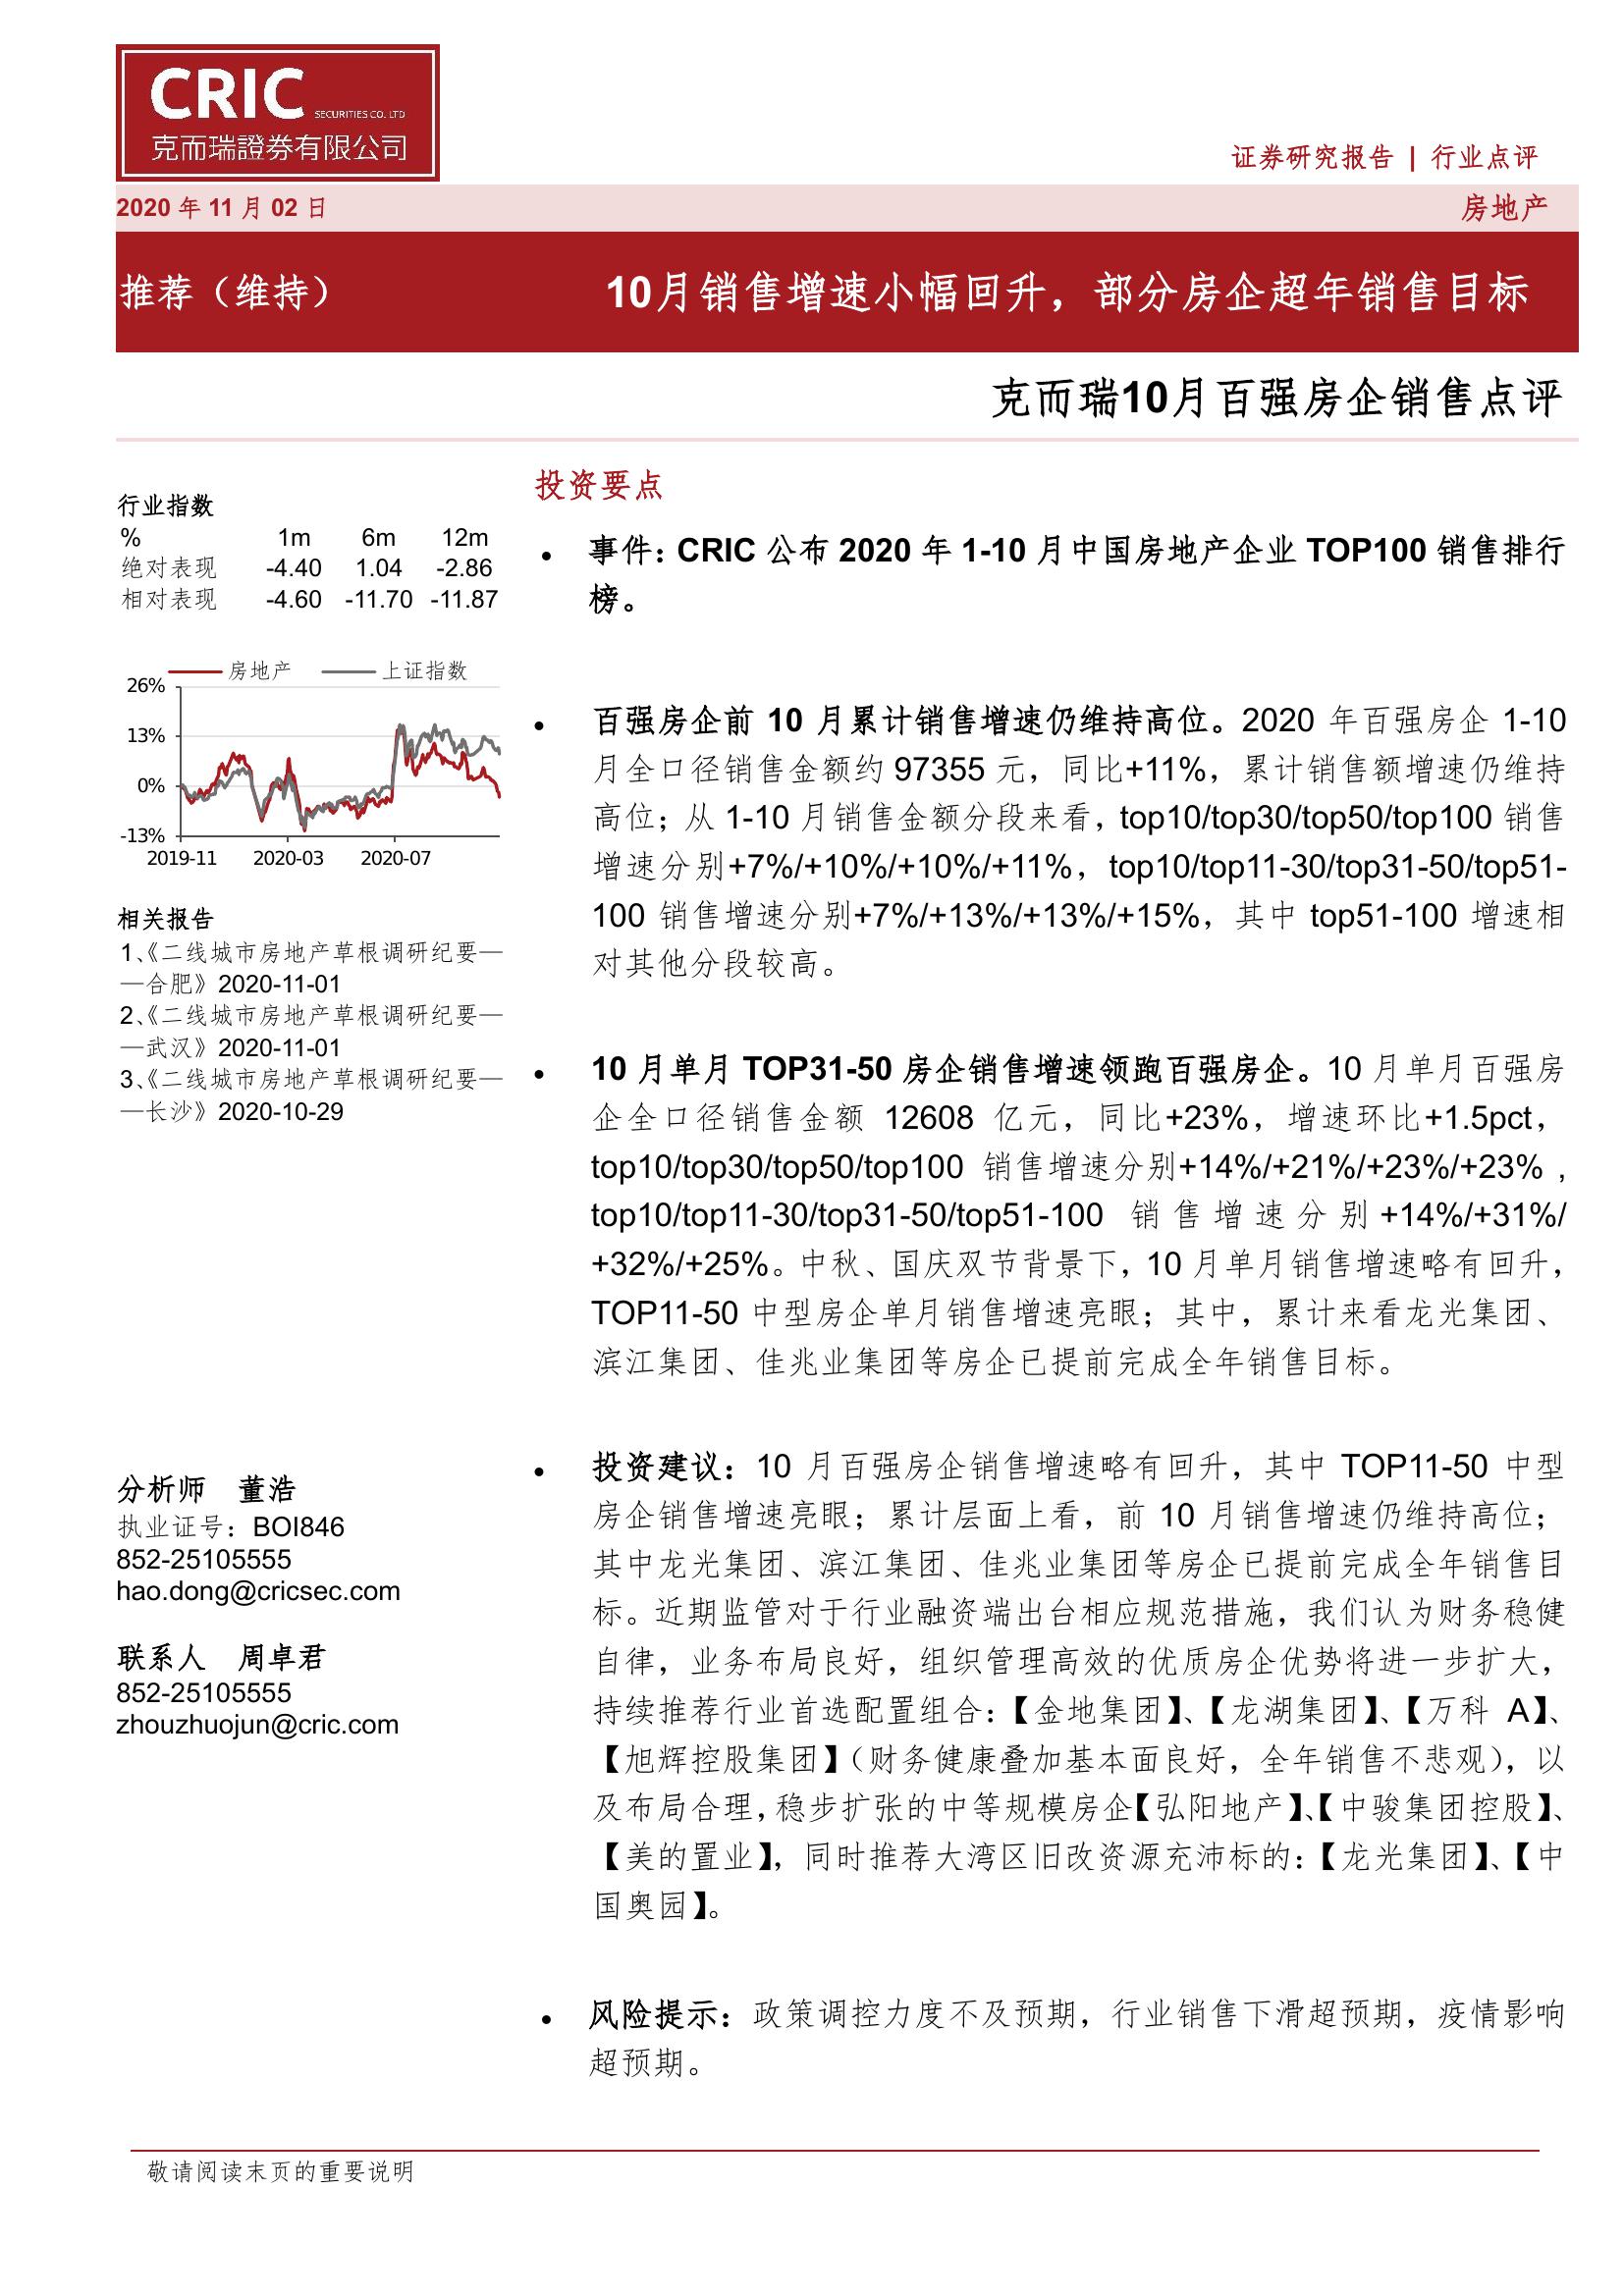 CRIC SECURITIES CO. LTD
克而瑞證券有限公司
证券研究报告 | 行业点评
2020 年 11 月 02 日
房地产
推荐（维持）
10月销售增速小幅回升，部分房企超年销售目标
克而瑞10月百强房企销售点评
行业指数
% 1m 6m 12m
绝对表现 -4.40 1.04 -2.86
相对表现 -4.60 -11.70 -11.87
房地产 上证指数
26%
13%
0%
-13%
2019-11 2020-03 2020-07
相关报告
1、《二线城市房地产草根调研纪要—
—合肥》2020-11-01
2、《二线城市房地产草根调研纪要—
—武汉》2020-11-01
3、《二线城市房地产草根调研纪要—
—长沙》2020-10-29
分析师 董浩
执业证号：BOI846
852-25105555
hao.dong@cricsec.com
联系人 周卓君
852-25105555
zhouzhuojun@cric.com
投资要点
• 事件：CRIC 公布 2020 年 1-10 月中国房地产企业 TOP100 销售排行
榜。
• 百强房企前 10 月累计销售增速仍维持高位。2020 年百强房企 1-10
月全口径销售金额约 97355 元，同比+11%，累计销售额增速仍维持
高位；从 1-10 月销售金额分段来看，top10/top30/top50/top100 销售
增速分别+7%/+10%/+10%/+11%，top10/top11-30/top31-50/top51-
100 销售增速分别+7%/+13%/+13%/+15%，其中 top51-100 增速相
对其他分段较高。
• 10 月单月 TOP31-50 房企销售增速领跑百强房企。10 月单月百强房
企全口径销售金额 12608 亿元，同比+23%，增速环比+1.5pct，
top10/top30/top50/top100 销售增速分别+14%/+21%/+23%/+23% ,
top10/top11-30/top31-50/top51-100 销售增速分别+14%/+31%/
+32%/+25%。中秋、国庆双节背景下，10 月单月销售增速略有回升，
TOP11-50 中型房企单月销售增速亮眼；其中，累计来看龙光集团、
滨江集团、佳兆业集团等房企已提前完成全年销售目标。
• 投资建议：10 月百强房企销售增速略有回升，其中 TOP11-50 中型
房企销售增速亮眼；累计层面上看，前 10 月销售增速仍维持高位；
其中龙光集团、滨江集团、佳兆业集团等房企已提前完成全年销售目
标。近期监管对于行业融资端出台相应规范措施，我们认为财务稳健
自律，业务布局良好，组织管理高效的优质房企优势将进一步扩大，
持续推荐行业首选配置组合：【金地集团】、【龙湖集团】、【万科 A】、
【旭辉控股集团】（财务健康叠加基本面良好，全年销售不悲观），以
及布局合理，稳步扩张的中等规模房企【弘阳地产】、【中骏集团控股】、
【美的置业】，同时推荐大湾区旧改资源充沛标的：【龙光集团】、【中
国奥园】。
• 风险提示：政策调控力度不及预期，行业销售下滑超预期，疫情影响
超预期。
敬请阅读末页的重要说明